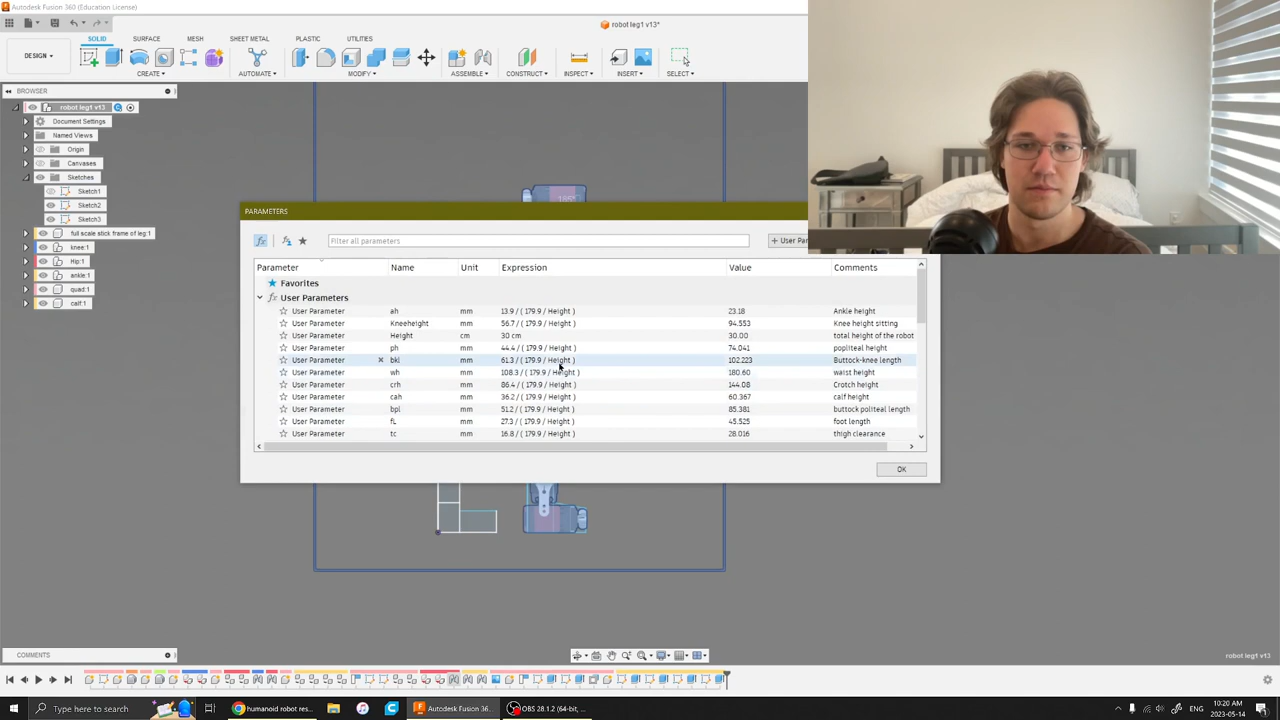 Autodesk Fusion 360 (Education License)
robot leg1 v13*
SOLID SURFACE MESH SHEET METAL PLASTIC UTILITIES
DESIGN
CREATE AUTOMATE MODIFY ASSEMBLE CONSTRUCT INSPECT INSERT SELECT
BROWSER
robot leg1 v13
Document Settings
Named Views
Origin
Canvases
Sketches
Sketch1
Sketch2
Sketch3
full scale stick frame of leg:1
knee:1
Hip:1
ankle:1
quad:1
calf:1
PARAMETERS
Filter all parameters
+ User Par
Parameter Name Unit Expression Value Comments
Favorites
User Parameters
User Parameter ah mm 13.9 / ( 179.9 / Height ) 23.18 Ankle height
User Parameter Kneeheight mm 56.7 / ( 179.9 / Height ) 94.553 Knee height sitting
User Parameter Height cm 30 cm 30.00 total height of the robot
User Parameter ph mm 44.4 / ( 179.9 / Height ) 74.041 popliteal height
User Parameter bkl mm 61.3 / ( 179.9 / Height ) 102.223 Buttock-knee length
User Parameter wh mm 108.3 / ( 179.9 / Height ) 180.60 waist height
User Parameter crh mm 86.4 / ( 179.9 / Height ) 144.08 Crotch height
User Parameter cah mm 36.2 / ( 179.9 / Height ) 60.367 calf height
User Parameter bpl mm 51.2 / ( 179.9 / Height ) 85.381 buttock politeal length
User Parameter fL mm 27.3 / ( 179.9 / Height ) 45.525 foot length
User Parameter tc mm 16.8 / ( 179.9 / Height ) 28.016 thigh clearance
OK
COMMENTS
robot leg1 v13
Type here to search
humanoid robot res...
Autodesk Fusion 36...
OBS 28.1.2 (64-bit, ...
ENG
10:20 AM
2023-05-14